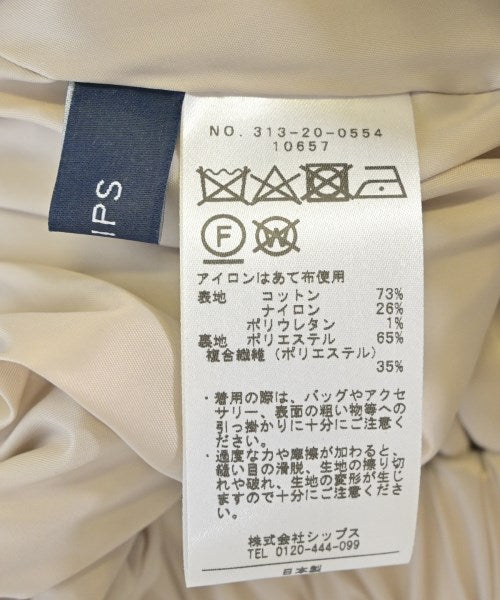 IPS
NO. 313-20-0554
10657
F
W
アイロンはあて布使用
表地 コットン 73%
ナイロン 26%
ポリウレタン 1%
裏地 ポリエステル 65%
複合繊維(ポリエステル)
35%
・着用の際は、バッグやアクセ
サリー、表面の粗い物等への
引っ掛かりに十分にご注意く
ださい。
・過度な力や摩擦が加わると、
縫い目の滑脱、生地の擦り切
れや破れ、生地の変形が生じ
ますので十分にご注意下さい。
株式会社シップス
TEL 0120-444-099
日本製